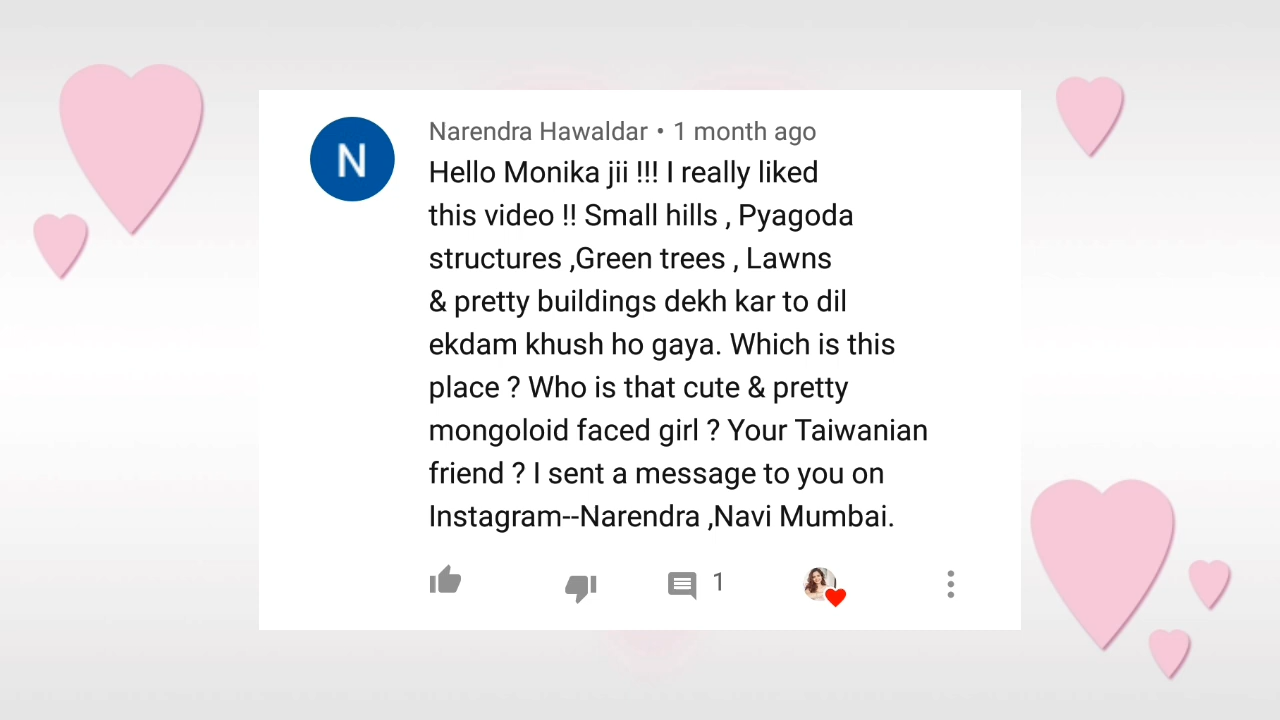 N
Narendra Hawaldar • 1 month ago
Hello Monika jii !!! I really liked
this video !! Small hills , Pyagoda
structures ,Green trees , Lawns
& pretty buildings dekh kar to dil
ekdam khush ho gaya. Which is this
place ? Who is that cute & pretty
mongoloid faced girl ? Your Taiwanian
friend ? I sent a message to you on
Instagram--Narendra ,Navi Mumbai.
1